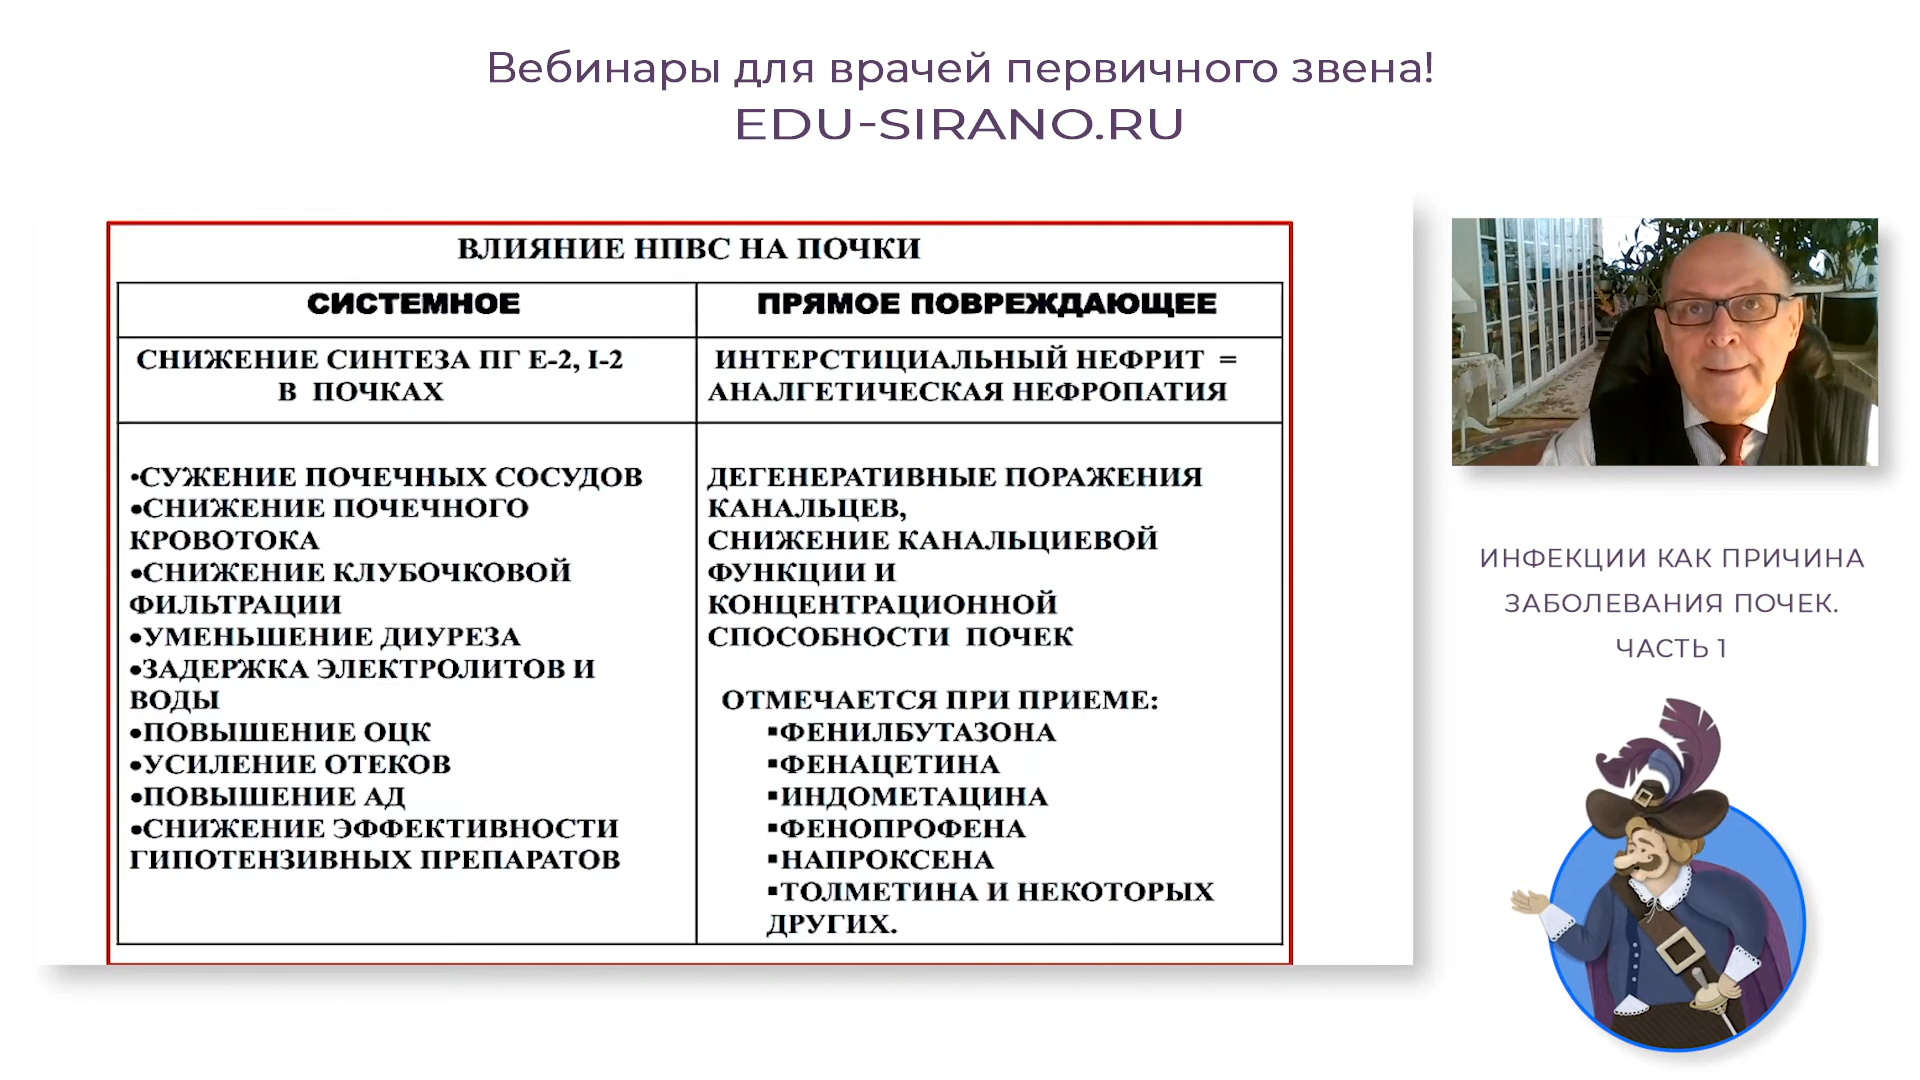 Вебинары для врачей первичного звена!
EDU-SIRANO.RU
ВЛИЯНИЕ НПВС НА ПОЧКИ
СИСТЕМНОЕ
ПРЯМОЕ ПОВРЕЖДАЮЩЕЕ
СНИЖЕНИЕ СИНТЕЗА ПГ Е-2, I-2
В ПОЧКАХ
ИНТЕРСТИЦИАЛЬНЫЙ НЕФРИТ =
АНАЛГЕТИЧЕСКАЯ НЕФРОПАТИЯ
•СУЖЕНИЕ ПОЧЕЧНЫХ СОСУДОВ
•СНИЖЕНИЕ ПОЧЕЧНОГО
КРОВОТОКА
•СНИЖЕНИЕ КЛУБОЧКОВОЙ
ФИЛЬТРАЦИИ
•УМЕНЬШЕНИЕ ДИУРЕЗА
•ЗАДЕРЖКА ЭЛЕКТРОЛИТОВ И
ВОДЫ
•ПОВЫШЕНИЕ ОЦК
•УСИЛЕНИЕ ОТЕКОВ
•ПОВЫШЕНИЕ АД
•СНИЖЕНИЕ ЭФФЕКТИВНОСТИ
ГИПОТЕНЗИВНЫХ ПРЕПАРАТОВ
ДЕГЕНЕРАТИВНЫЕ ПОРАЖЕНИЯ
КАНАЛЬЦЕВ,
СНИЖЕНИЕ КАНАЛЬЦИЕВОЙ
ФУНКЦИИ И
КОНЦЕНТРАЦИОННОЙ
СПОСОБНОСТИ ПОЧЕК
ОТМЕЧАЕТСЯ ПРИ ПРИЕМЕ:
▪ФЕНИЛБУТАЗОНА
▪ФЕНАЦЕТИНА
▪ИНДОМЕТАЦИНА
▪ФЕНОПРОФЕНА
▪НАПРОКСЕНА
▪ТОЛМЕТИНА И НЕКОТОРЫХ
ДРУГИХ.
ИНФЕКЦИИ КАК ПРИЧИНА
ЗАБОЛЕВАНИЯ ПОЧЕК.
ЧАСТЬ 1